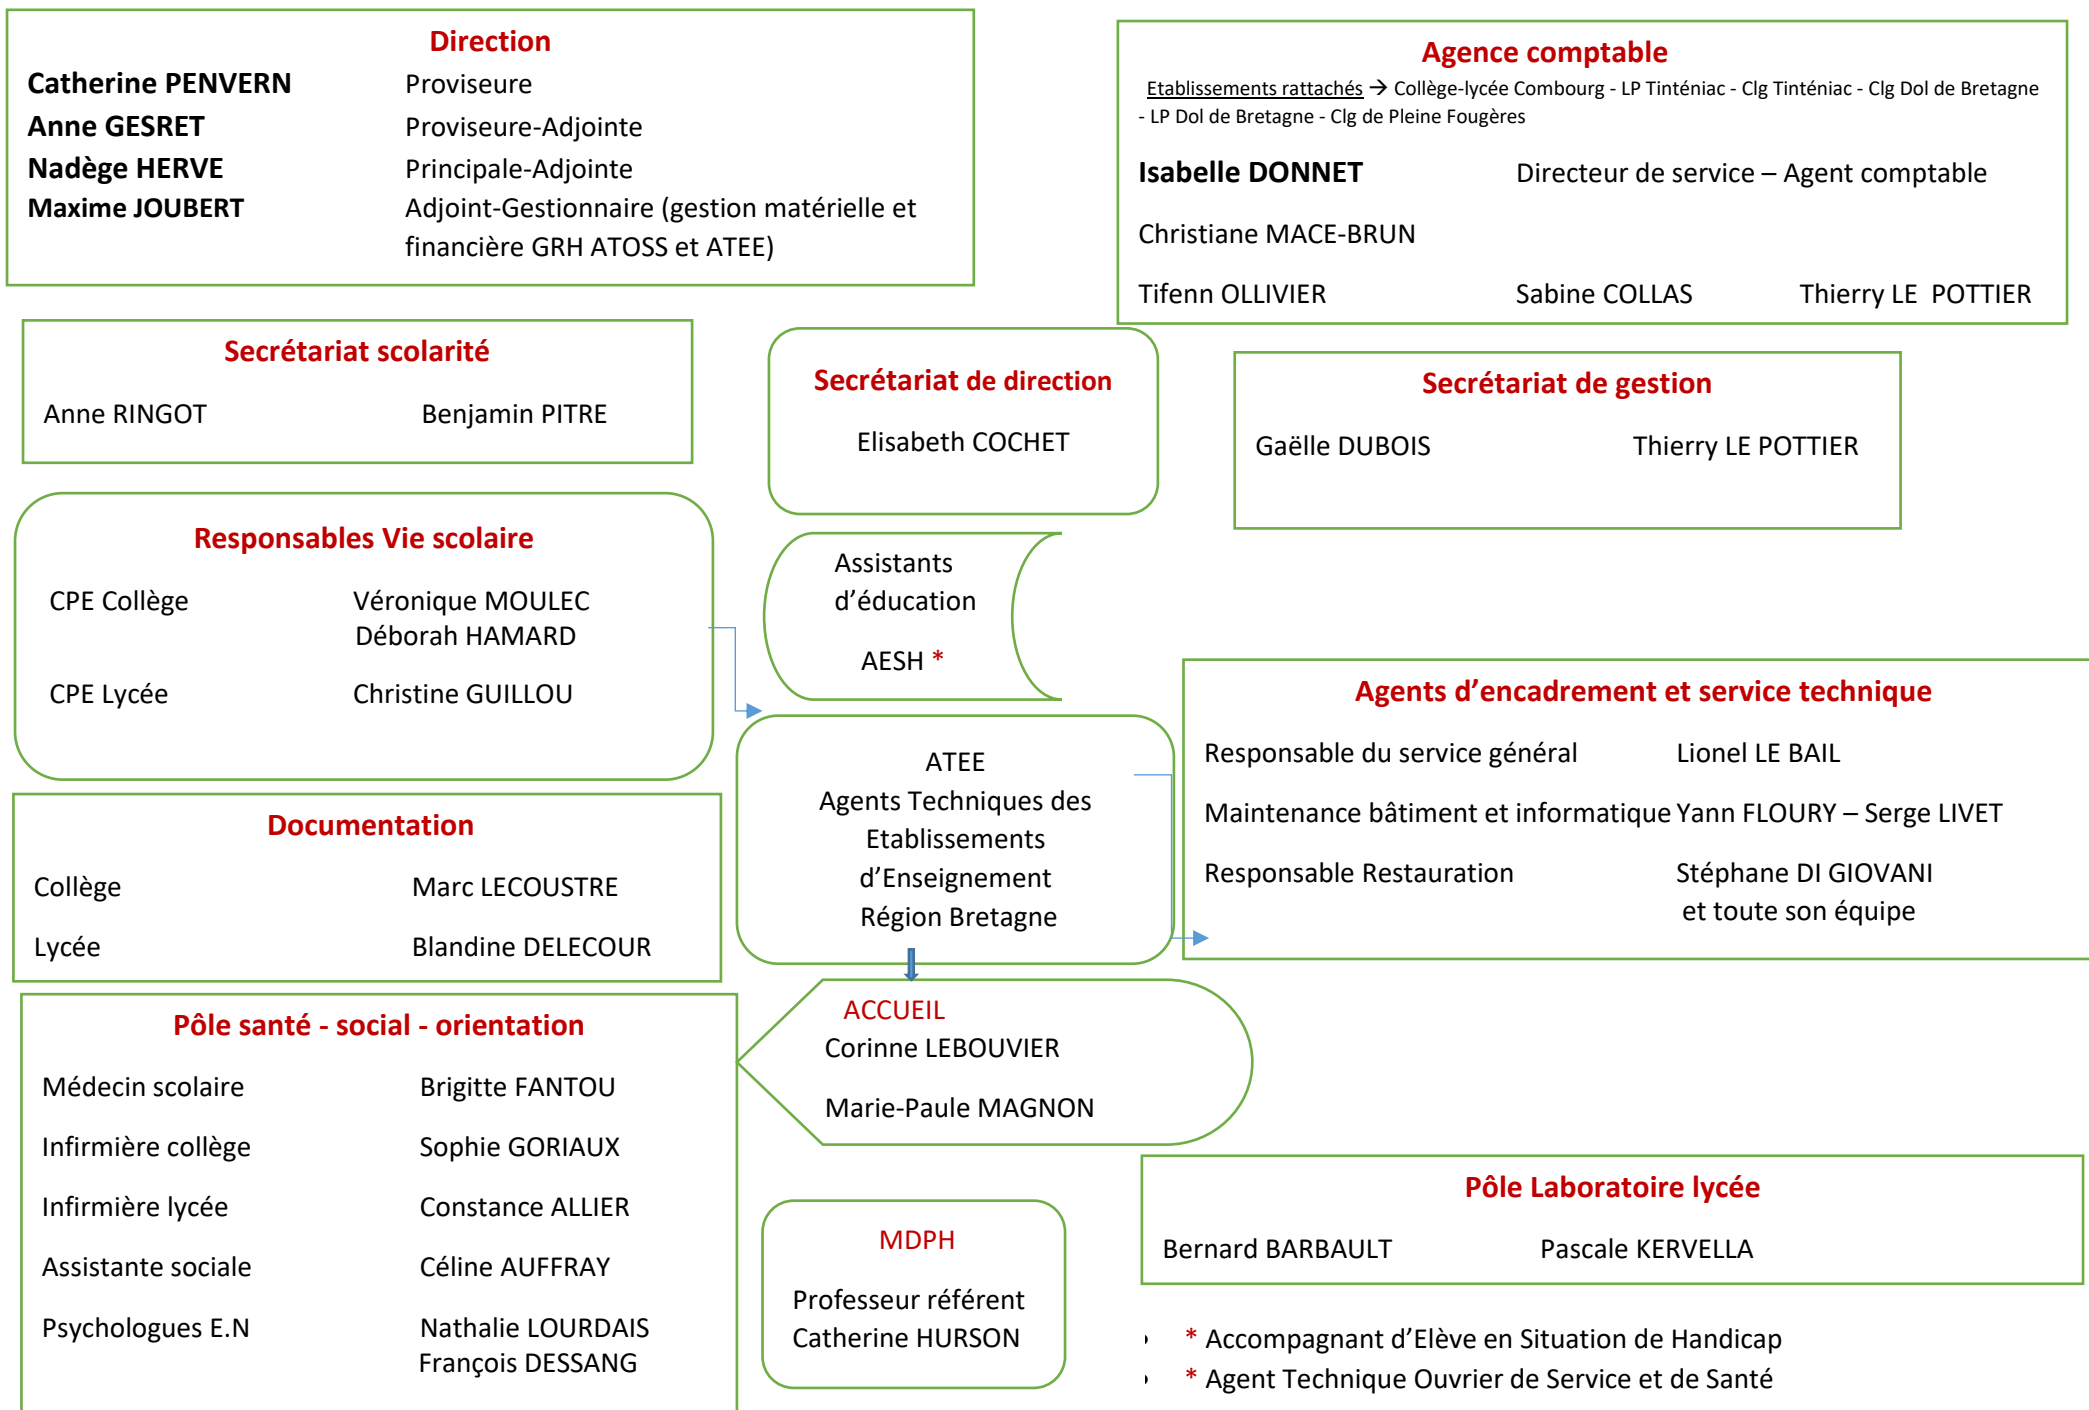 Direction
Catherine PENVERN Proviseure
Anne GESRET Proviseure-Adjointe
Nadège HERVE Principale-Adjointe
Maxime JOUBERT Adjoint-Gestionnaire (gestion matérielle et
financière GRH ATOSS et ATEE)
Agence comptable
Etablissements rattachés → Collège-lycée Combourg - LP Tinténiac - Clg Tinténiac - Clg Dol de Bretagne
- LP Dol de Bretagne - Clg de Pleine Fougères
Isabelle DONNET Directeur de service – Agent comptable
Christiane MACE-BRUN
Tifenn OLLIVIER Sabine COLLAS Thierry LE POTTIER
Secrétariat scolarité
Anne RINGOT Benjamin PITRE
Secrétariat de direction
Elisabeth COCHET
Secrétariat de gestion
Gaëlle DUBOIS Thierry LE POTTIER
Responsables Vie scolaire
CPE Collège Véronique MOULEC
Déborah HAMARD
CPE Lycée Christine GUILLOU
Assistants
d’éducation
AESH *
Agents d’encadrement et service technique
Responsable du service général Lionel LE BAIL
Maintenance bâtiment et informatique Yann FLOURY – Serge LIVET
Responsable Restauration Stéphane DI GIOVANI
et toute son équipe
ATEE
Agents Techniques des
Etablissements
d’Enseignement
Région Bretagne
Documentation
Collège Marc LECOUSTRE
Lycée Blandine DELECOUR
ACCUEIL
Corinne LEBOUVIER
Marie-Paule MAGNON
Pôle santé - social - orientation
Médecin scolaire Brigitte FANTOU
Infirmière collège Sophie GORIAUX
Infirmière lycée Constance ALLIER
Assistante sociale Céline AUFFRAY
Psychologues E.N Nathalie LOURDAIS
François DESSANG
MDPH
Professeur référent
Catherine HURSON
Pôle Laboratoire lycée
Bernard BARBAULT Pascale KERVELLA
* Accompagnant d’Elève en Situation de Handicap
* Agent Technique Ouvrier de Service et de Santé